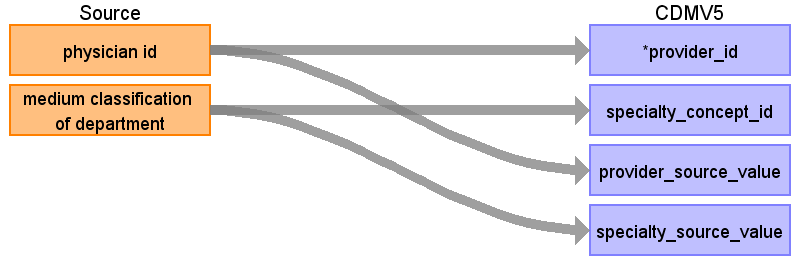 Source
CDMV5
physician id
*provider_id
medium classification
of department
specialty_concept_id
provider_source_value
specialty_source_value